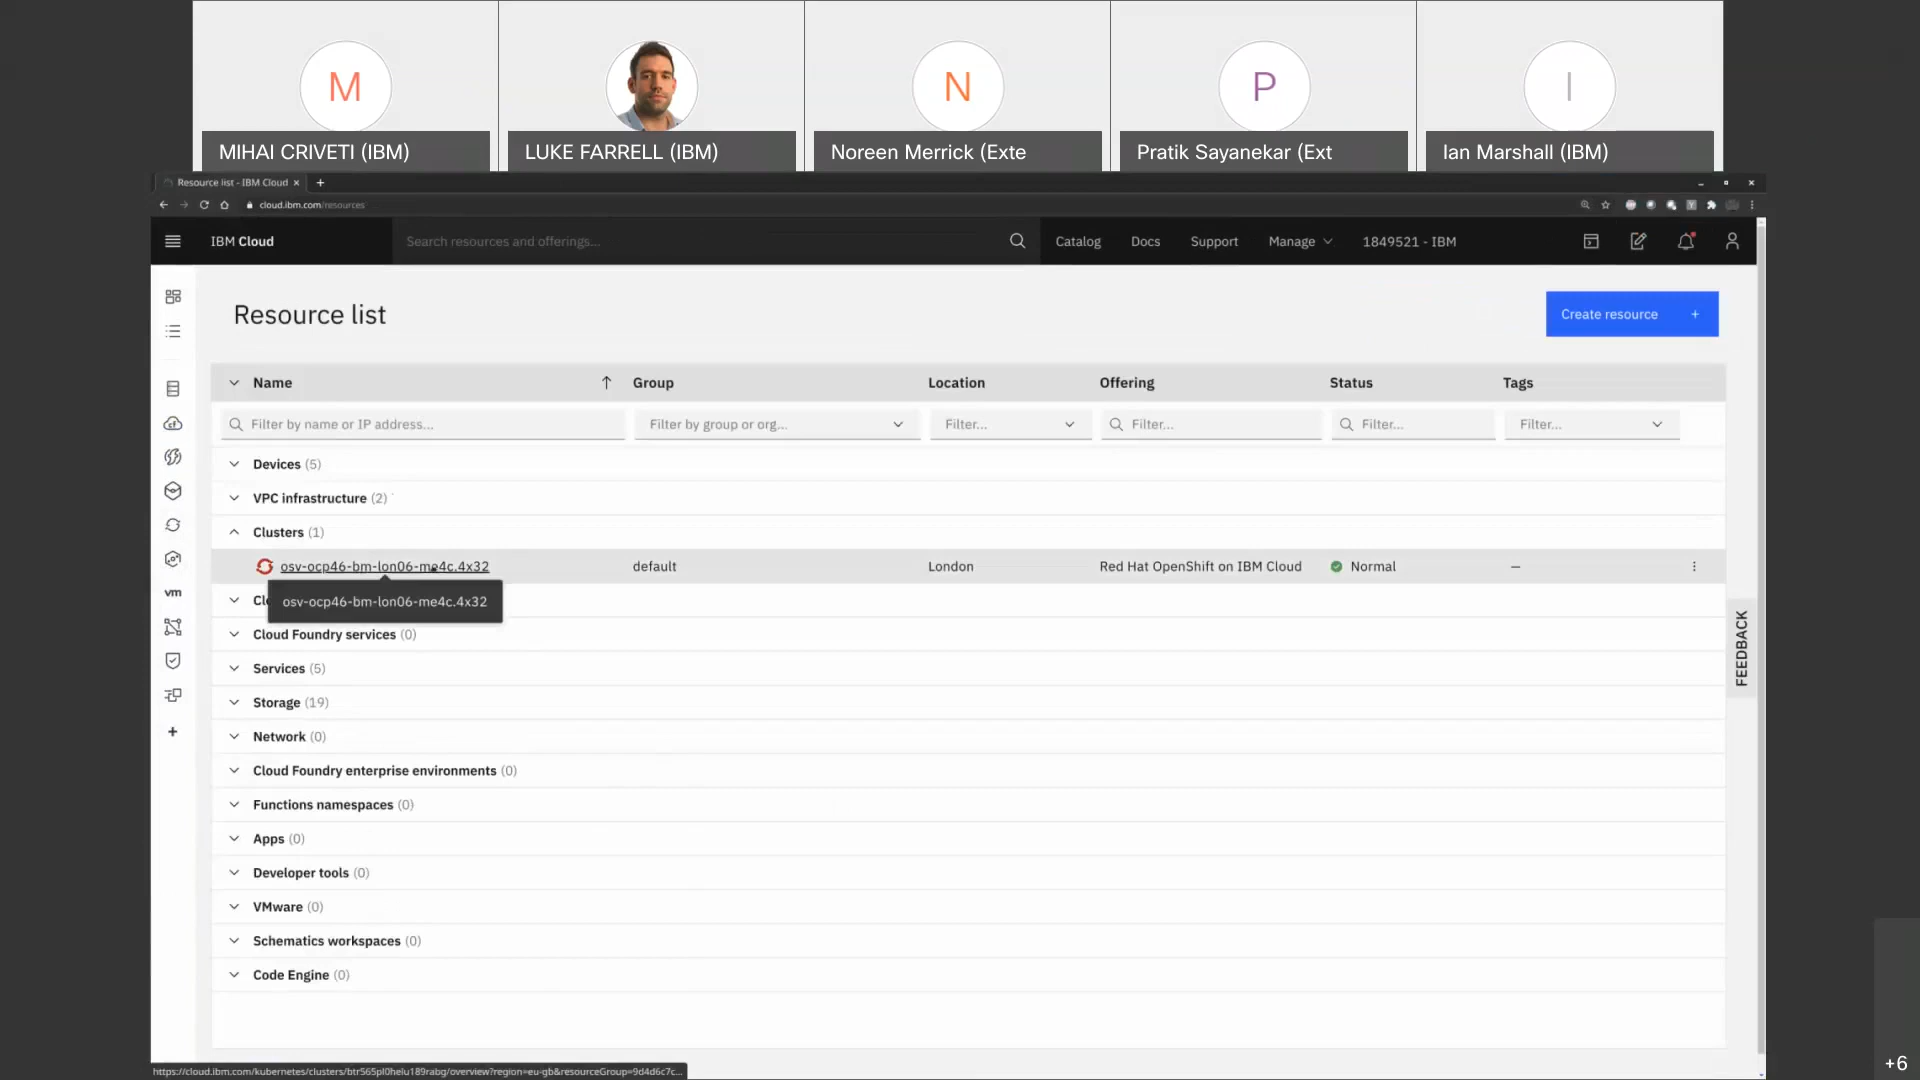 M
N
P
I
MIHAI CRIVETI (IBM)
LUKE FARRELL (IBM)
Noreen Merrick (Exte
Pratik Sayanekar (Ext
Ian Marshall (IBM)
Resource list - IBM Cloud
cloud.ibm.com/resources
IBM Cloud
Search resources and offerings...
Catalog
Docs
Support
Manage
1849521 - IBM
Resource list
Create resource +
Name
Group
Location
Offering
Status
Tags
Filter by name or IP address...
Filter by group or org...
Filter...
Filter...
Filter...
Filter...
Devices (5)
VPC infrastructure (2)
Clusters (1)
osv-ocp46-bm-lon06-me4c.4x32
default
London
Red Hat OpenShift on IBM Cloud
Normal
—
osv-ocp46-bm-lon06-me4c.4x32
Cloud Foundry services (0)
Services (5)
Storage (19)
Network (0)
Cloud Foundry enterprise environments (0)
Functions namespaces (0)
Apps (0)
Developer tools (0)
VMware (0)
Schematics workspaces (0)
Code Engine (0)
vm
FEEDBACK
+6